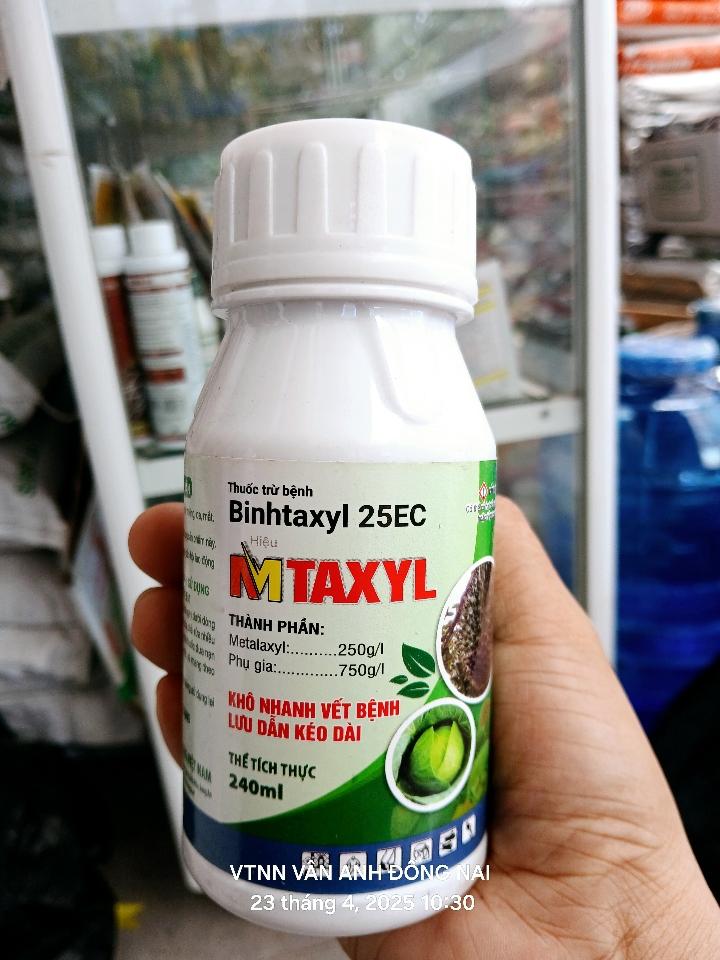 Thuốc trừ bệnh
Binhtaxyl 25EC
Hiệu
MTAXYL
THÀNH PHẦN:
Metalaxyl:..........250g/l
Phụ gia:.............750g/l
KHÔ NHANH VẾT BỆNH
LƯU DẪN KÉO DÀI
THỂ TÍCH THỰC
240ml
VTNN VÂN ANH ĐỒNG NAI
23 tháng 4, 2025 10:30